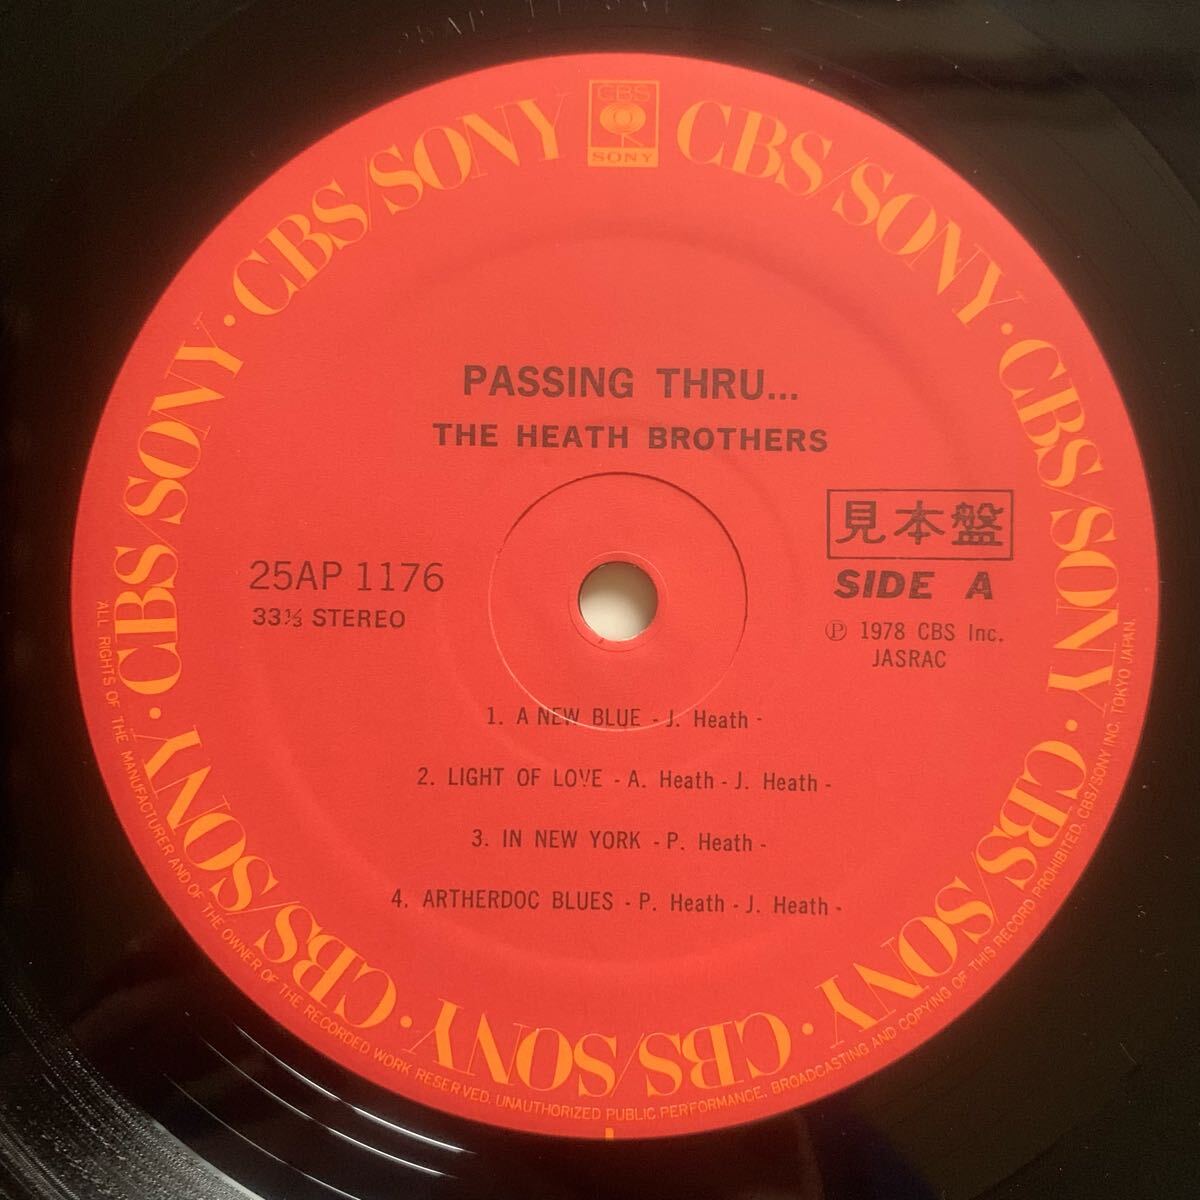 CBS
SONY
CBS/SONY · CBS/SONY · CBS/SONY · CBS/SONY · CBS/SONY · CBS/SONY · CBS/SONY · CBS/SONY
PASSING THRU...
THE HEATH BROTHERS
見本盤
25AP 1176
SIDE A
33⅓ STEREO
℗ 1978 CBS Inc.
JASRAC
1. A NEW BLUE - J. Heath -
2. LIGHT OF LOVE - A. Heath - J. Heath -
3. IN NEW YORK - P. Heath -
4. ARTHERDOC BLUES - P. Heath - J. Heath -
ALL RIGHTS OF THE MANUFACTURER AND OF THE OWNER OF THE RECORDED WORK RESERVED. UNAUTHORIZED PUBLIC PERFORMANCE, BROADCASTING AND COPYING OF THIS RECORD PROHIBITED. CBS/SONY INC. TOKYO JAPAN.